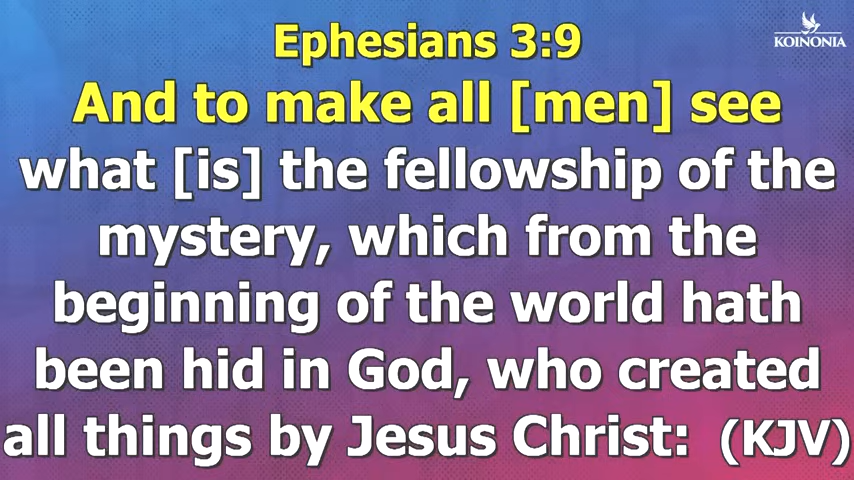 Ephesians 3:9
KOINONIA
And to make all [men] see
what [is] the fellowship of the
mystery, which from the
beginning of the world hath
been hid in God, who created
all things by Jesus Christ: (KJV)